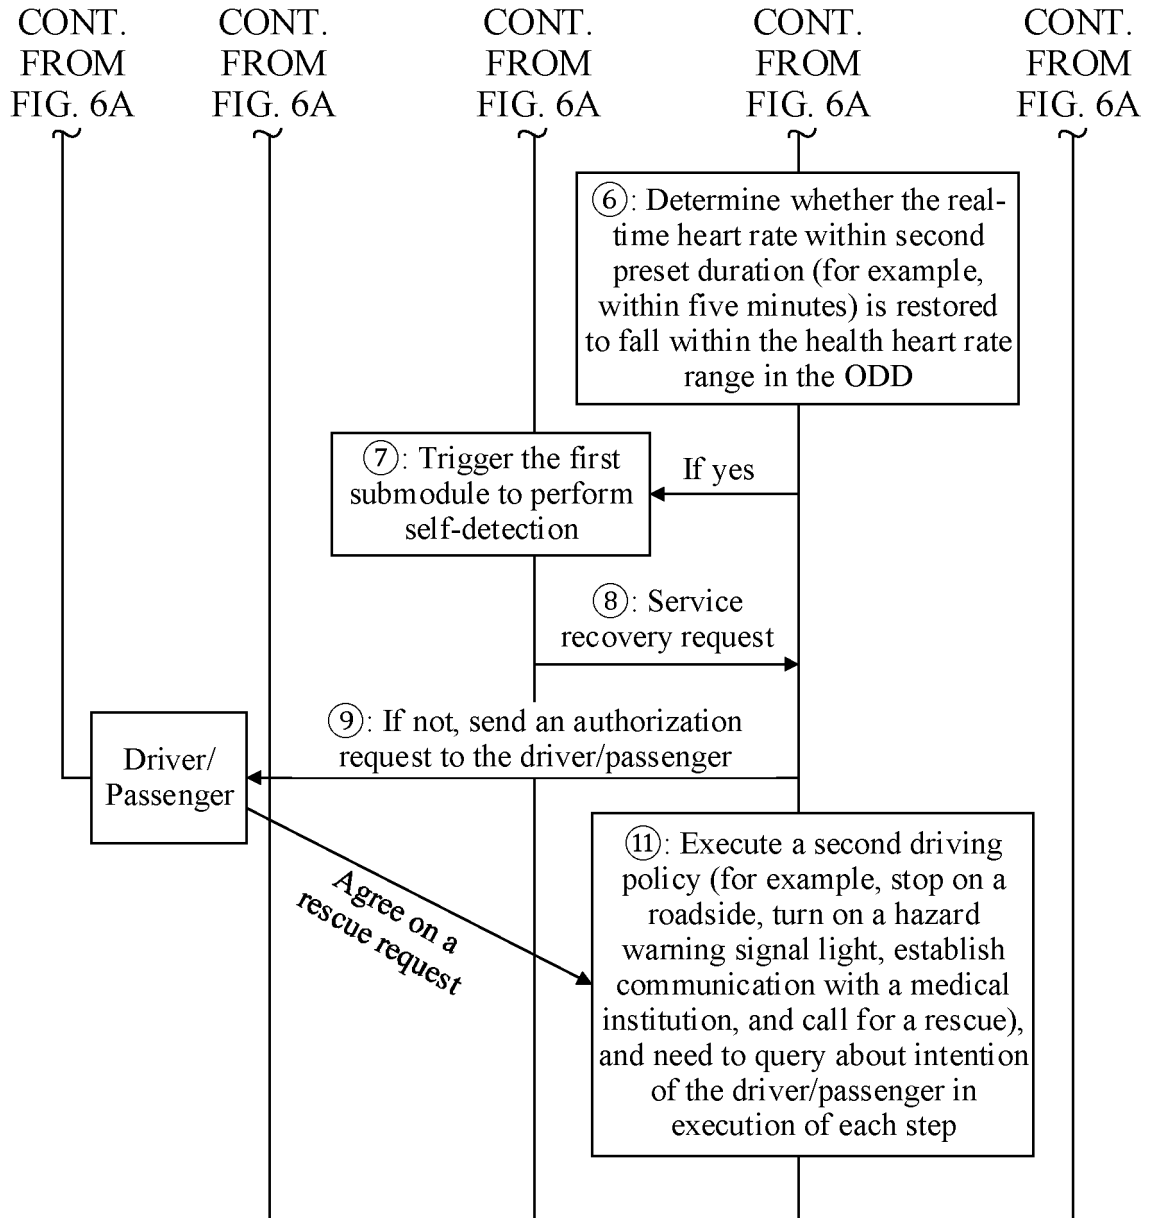 CONT.
FROM
FIG. 6A
CONT.
FROM
FIG. 6A
CONT.
FROM
FIG. 6A
CONT.
FROM
FIG. 6A
CONT.
FROM
FIG. 6A
⑥: Determine whether the real-
time heart rate within second
preset duration (for example,
within five minutes) is restored
to fall within the health heart rate
range in the ODD
⑦: Trigger the first
submodule to perform
self-detection
If yes
⑧: Service
recovery request
⑨: If not, send an authorization
request to the driver/passenger
Driver/
Passenger
Agree on a
rescue request
⑪: Execute a second driving
policy (for example, stop on a
roadside, turn on a hazard
warning signal light, establish
communication with a medical
institution, and call for a rescue),
and need to query about intention
of the driver/passenger in
execution of each step